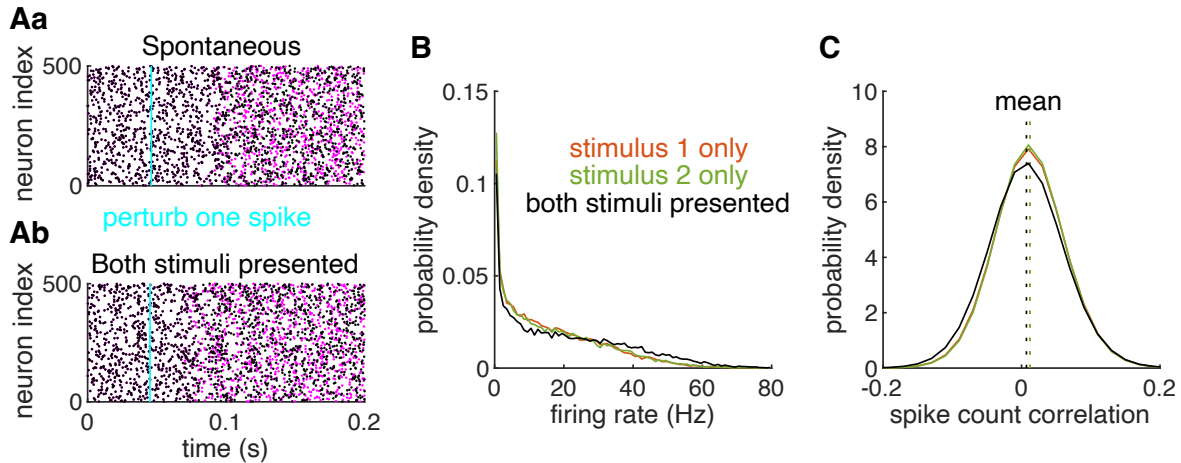 Aa
Spontaneous
neuron index
500
0
perturb one spike
Ab
Both stimuli presented
neuron index
500
0
0
0.1
0.2
time (s)
B
probability density
0.15
0.1
0.05
0
stimulus 1 only
stimulus 2 only
both stimuli presented
0
20
40
60
80
firing rate (Hz)
C
mean
probability density
10
8
6
4
2
0
-0.2
0
0.2
spike count correlation